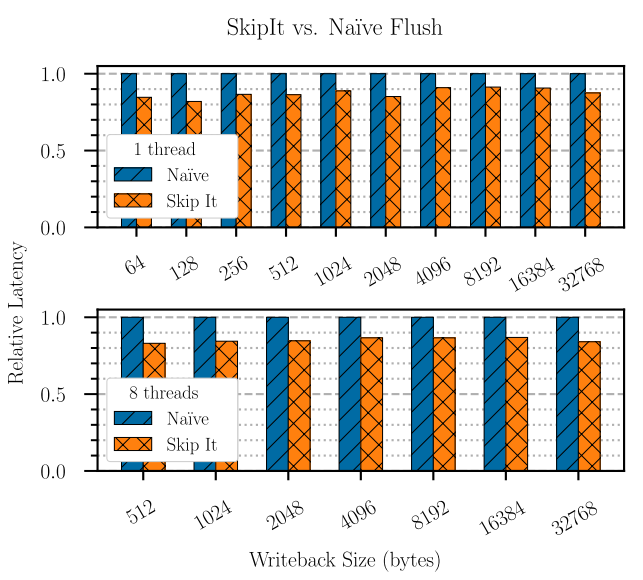 SkipIt vs. Naïve Flush
Relative Latency
1.0
0.5
0.0
1 thread
Naïve
Skip It
64 128 256 512 1024 2048 4096 8192 16384 32768
1.0
0.5
0.0
8 threads
Naïve
Skip It
512 1024 2048 4096 8192 16384 32768
Writeback Size (bytes)